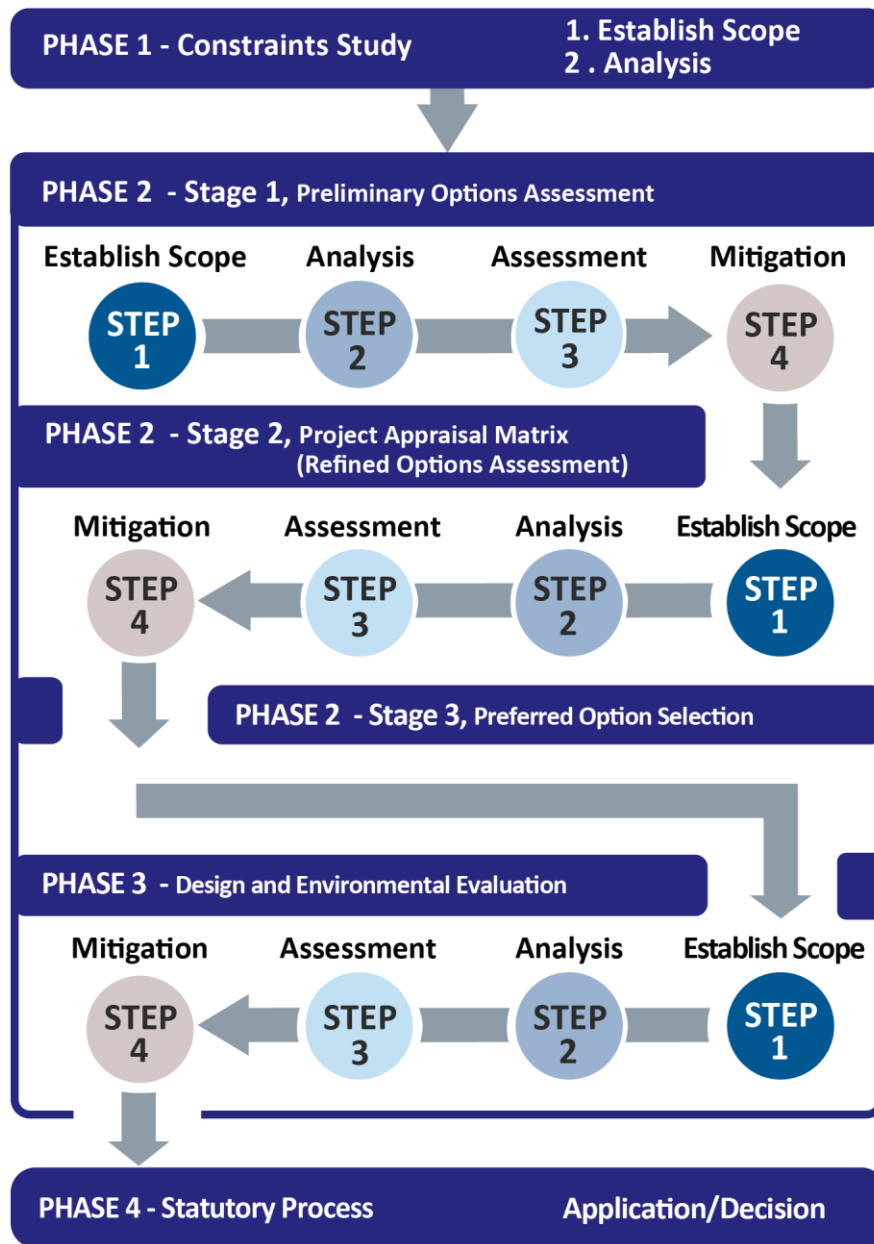 PHASE 1 - Constraints Study
1. Establish Scope
2 . Analysis
PHASE 2 - Stage 1, Preliminary Options Assessment
Establish Scope
Analysis
Assessment
Mitigation
STEP
1
STEP
2
STEP
3
STEP
4
PHASE 2 - Stage 2, Project Appraisal Matrix
(Refined Options Assessment)
Mitigation
Assessment
Analysis
Establish Scope
STEP
4
STEP
3
STEP
2
STEP
1
PHASE 2 - Stage 3, Preferred Option Selection
PHASE 3 - Design and Environmental Evaluation
Mitigation
Assessment
Analysis
Establish Scope
STEP
4
STEP
3
STEP
2
STEP
1
PHASE 4 - Statutory Process
Application/Decision